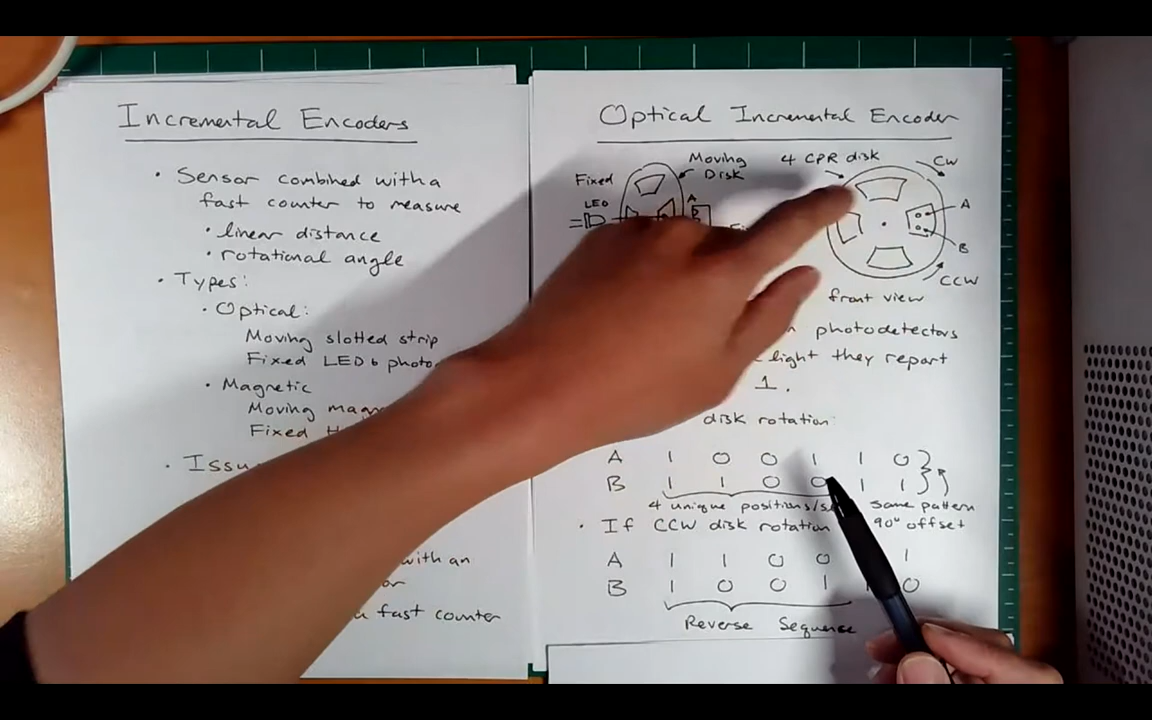 Incremental Encoders
• Sensor combined with a
fast counter to measure
• linear distance
• rotational angle
• Types:
• Optical:
Moving slotted strip
Fixed LED &
• Magnetic
Moving
Fixed
•
with an
fast counter
Optical Incremental Encoder
Fixed
LED
Moving
Disk
A
4 CPR disk
CW
A
B
CCW
front view
photodetectors
light they report
1.
disk rotation:
A 1 0 0 1 1 0
B 1 1 0 0 1 1
4 unique positions/
same pattern
90° offset
• If CCW disk rotation
A 1 1 0 0 1
B 1 0 0 1 1 0
Reverse Sequense